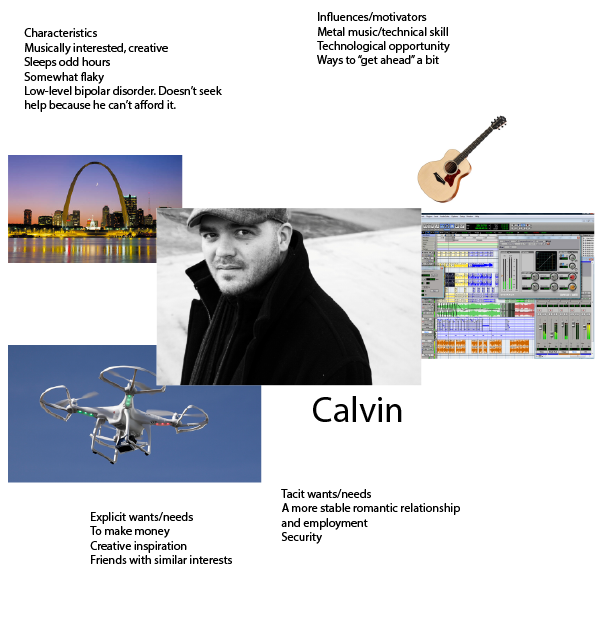 Characteristics
Musically interested, creative
Sleeps odd hours
Somewhat flaky
Low-level bipolar disorder. Doesn’t seek
help because he can’t afford it.
Influences/motivators
Metal music/technical skill
Technological opportunity
Ways to “get ahead” a bit
Calvin
Tacit wants/needs
A more stable romantic relationship
and employment
Security
Explicit wants/needs
To make money
Creative inspiration
Friends with similar interests